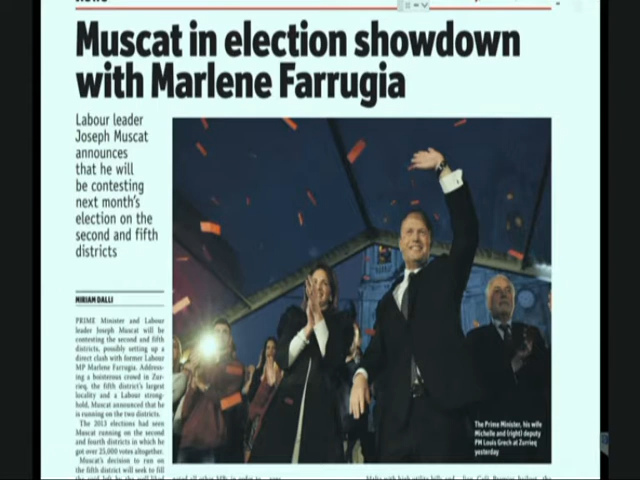 Muscat in election showdown
with Marlene Farrugia
Labour leader
Joseph Muscat
announces
that he will
be contesting
next month's
election on the
second and fifth
districts
MIRIAM DALLI
PRIME Minister and Labour
leader Joseph Muscat will be
contesting the second and fifth
districts, possibly setting up a
direct clash with former Labour
MP Marlene Farrugia. Address-
ing a boisterous crowd in Zur-
rieq, the fifth district's largest
locality and a Labour strong-
hold, Muscat announced that he
is running on the two districts.
The 2013 elections had seen
Muscat running on the second
and fourth districts in which he
got over 25,000 votes altogether.
Muscat's decision to run on
the fifth district will seek to fill
The Prime Minister, his wife
Michelle and (right) deputy
PM Louis Grech at Zurrieq
yesterday